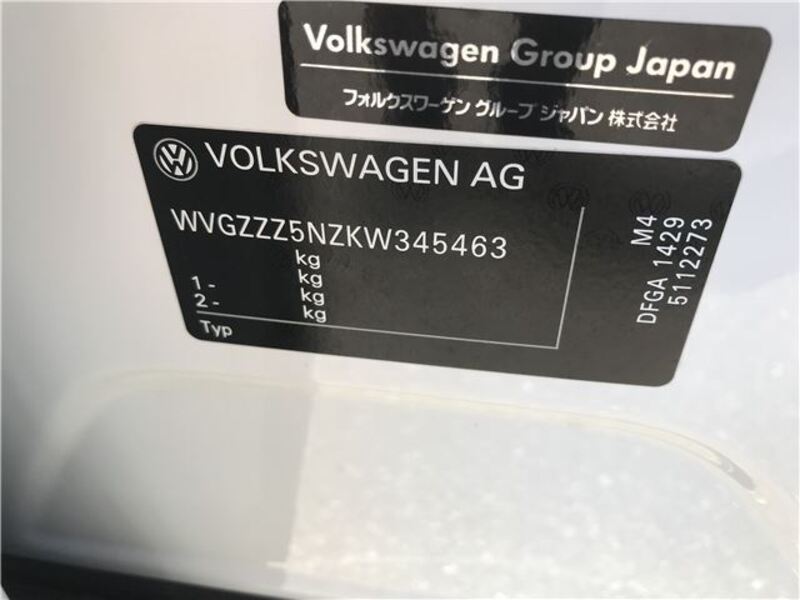 Volkswagen Group Japan
フォルクスワーゲン グループ ジャパン 株式会社
VOLKSWAGEN AG
WVGZZZ5NZKW345463
kg
1- kg
2- kg
kg
Typ
M4
DFGA 1429
5112273